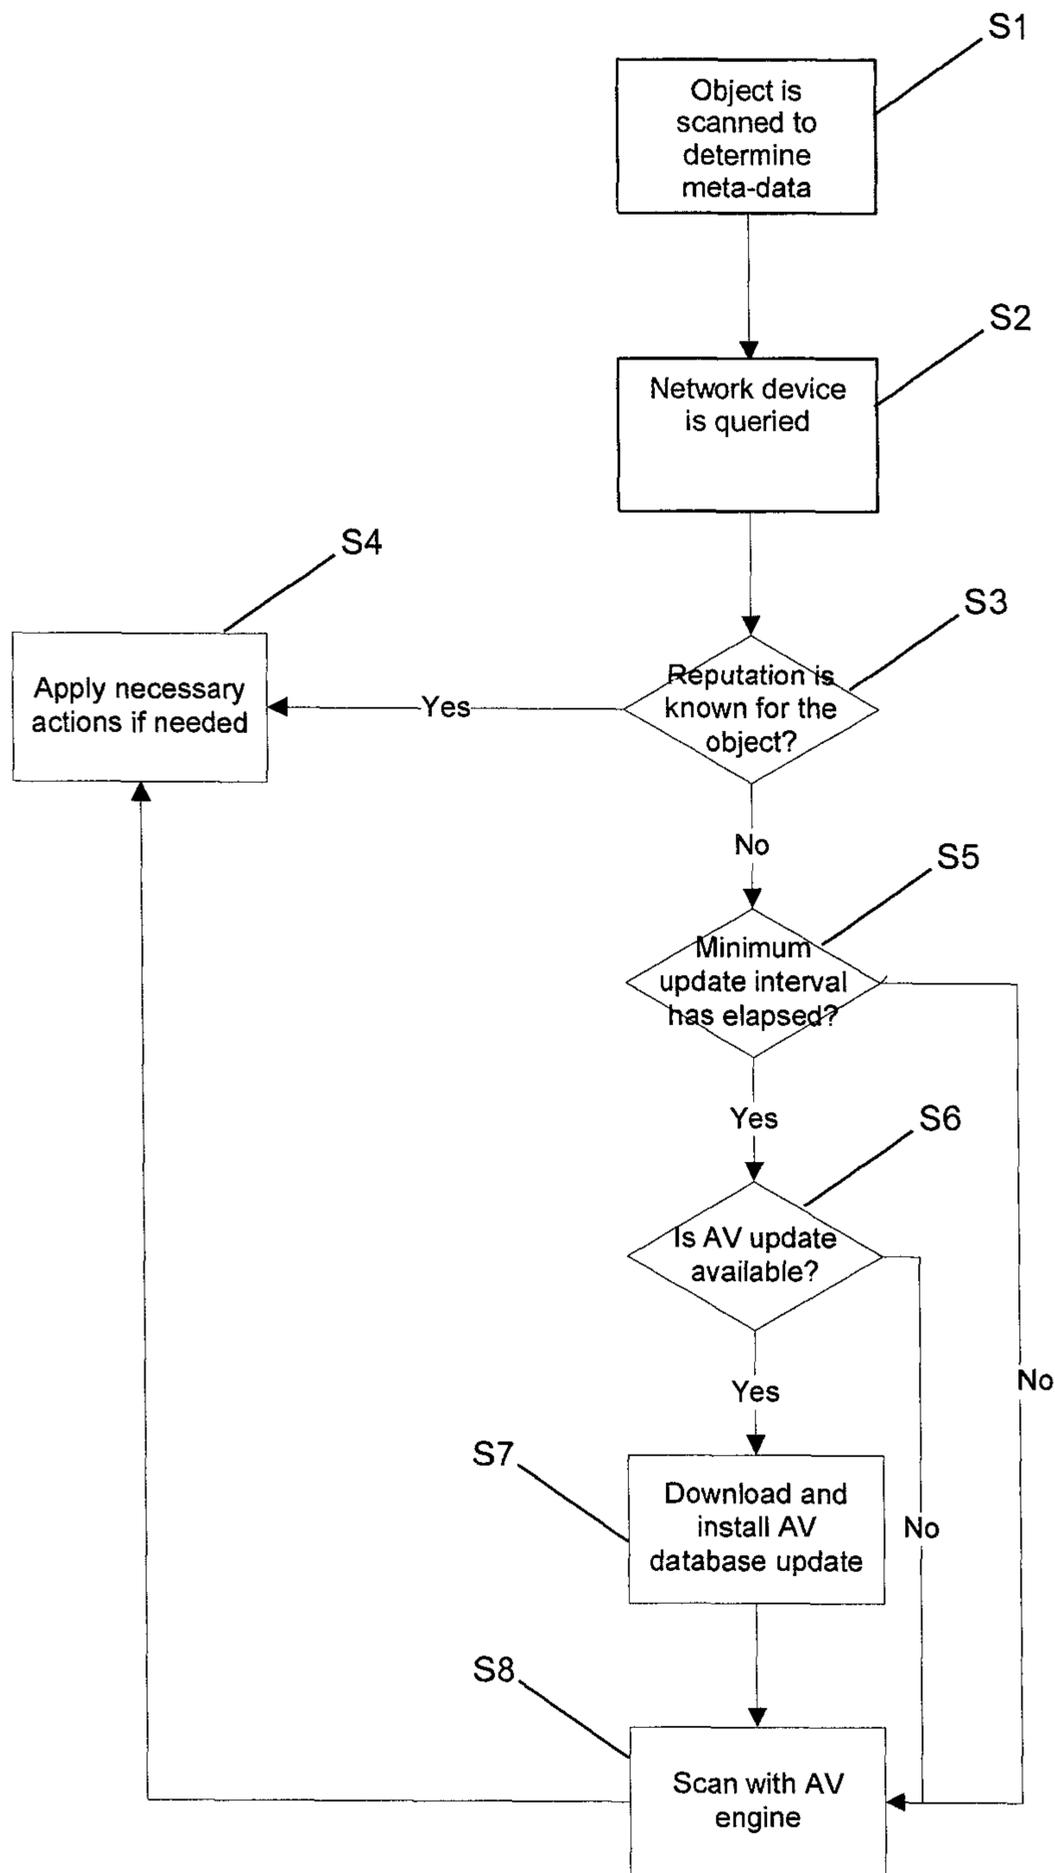 S1
Object is
scanned to
determine
meta-data
S2
Network device
is queried
S3
Reputation is
known for the
object?
Yes
S4
Apply necessary
actions if needed
No
S5
Minimum
update interval
has elapsed?
Yes
No
S6
Is AV update
available?
Yes
No
S7
Download and
install AV
database update
S8
Scan with AV
engine